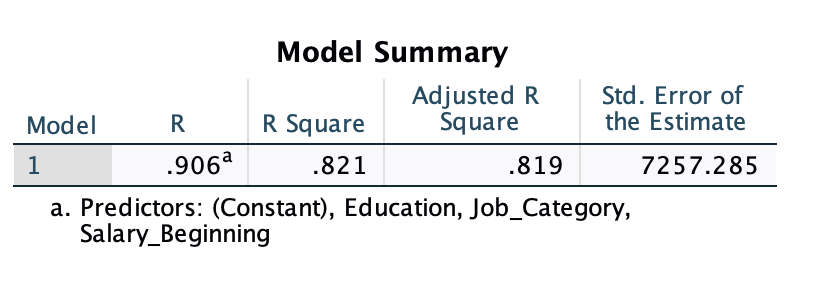 Model Summary
Model R R Square Adjusted R Square Std. Error of the Estimate
1 .906a .821 .819 7257.285
a. Predictors: (Constant), Education, Job_Category,
Salary_Beginning